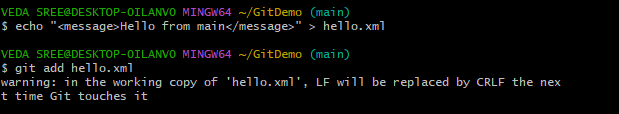 VEDA SREE@DESKTOP-OILANVO MINGW64 ~/GitDemo (main)
$ echo "<message>Hello from main</message>" > hello.xml
VEDA SREE@DESKTOP-OILANVO MINGW64 ~/GitDemo (main)
$ git add hello.xml
warning: in the working copy of 'hello.xml', LF will be replaced by CRLF the nex
t time Git touches it